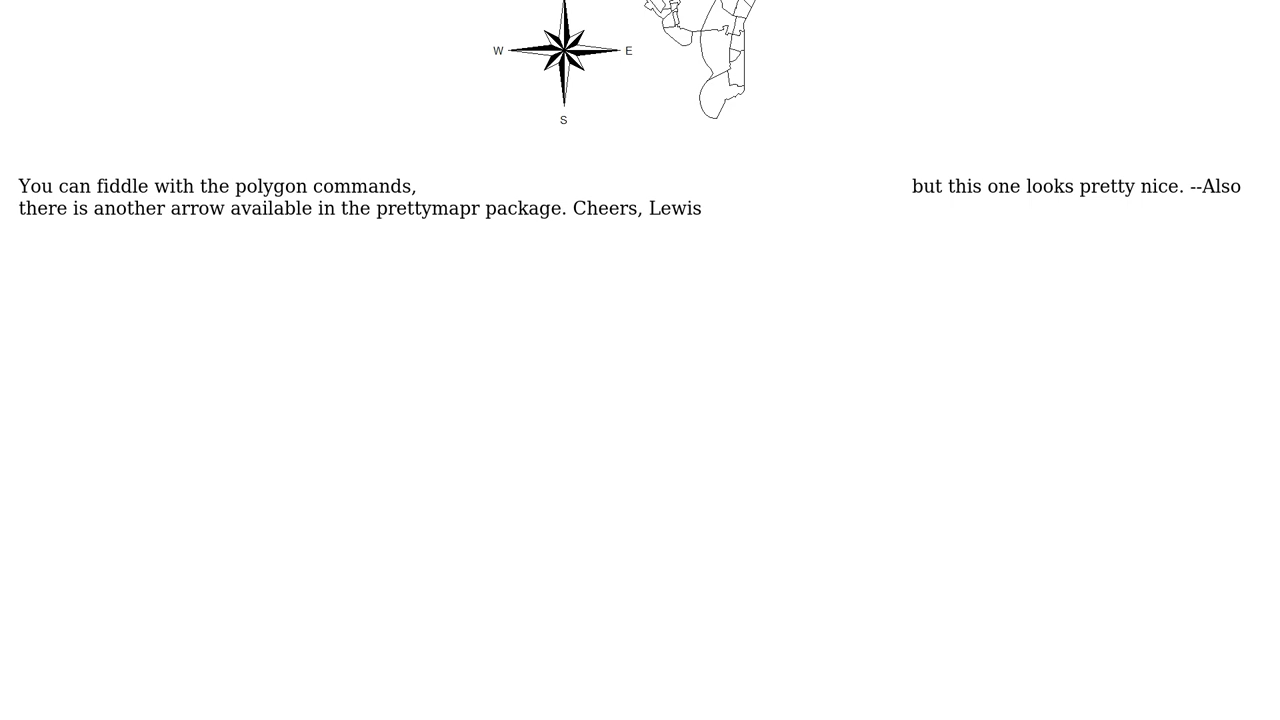 W E
S
You can fiddle with the polygon commands, but this one looks pretty nice. --Also
there is another arrow available in the prettymapr package. Cheers, Lewis